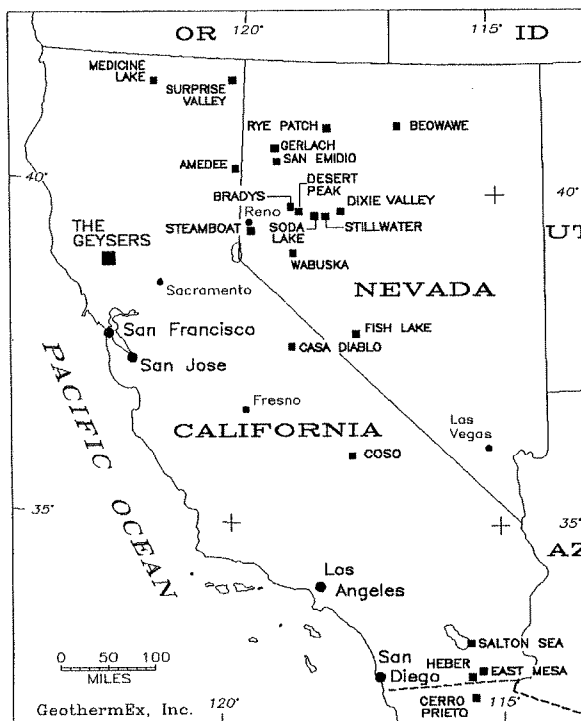 OR
120
115
ID
MEDICINE
LAKE
SURPRISE
VALLEY
RYE PATCH
BEOWAWE
GERLACH
SAN EMIDIO
AMEDEE
40°
DESERT
PEAK
40°
BRADYS
DIXIE VALLEY
Reno
THE
GEYSERS
STEAMBOAT
SODA
LAKE
STILLWATER
UT
WABUSKA
Sacramento
NEVADA
San Francisco
FISH LAKE
CASA DIABLO
San Jose
PACIFIC OCEAN
Fresno
CALIFORNIA
Las
Vegas
COSO
35°
35°
AZ
Los
Angeles
SALTON SEA
San
Diego
HEBER
EAST MESA
0 50 100
MILES
CERRO
PRIETO
120
115
GeothermEx, Inc.